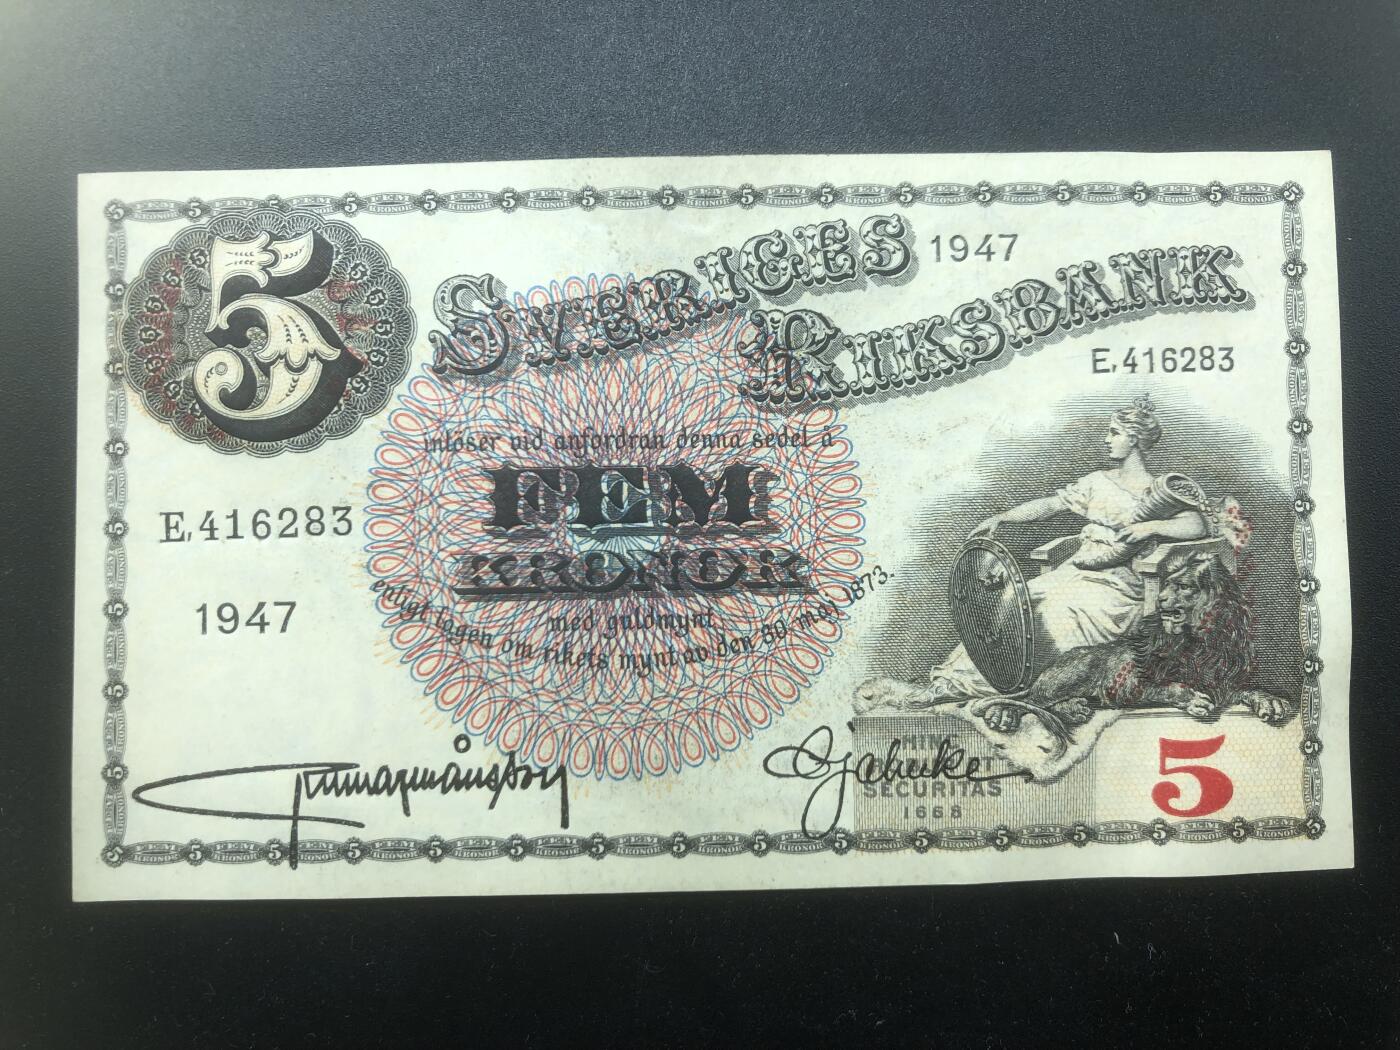 5
SVERIGES
1947
RIKSBANK
E,416283
inlöser vid anfordran denna sedel å
FEM
KRONOR
med guldmynt
enligt lagen om rikets mynt av den 30 maj 1873.
E,416283
1947
HINC
SECURITAS
1668
5